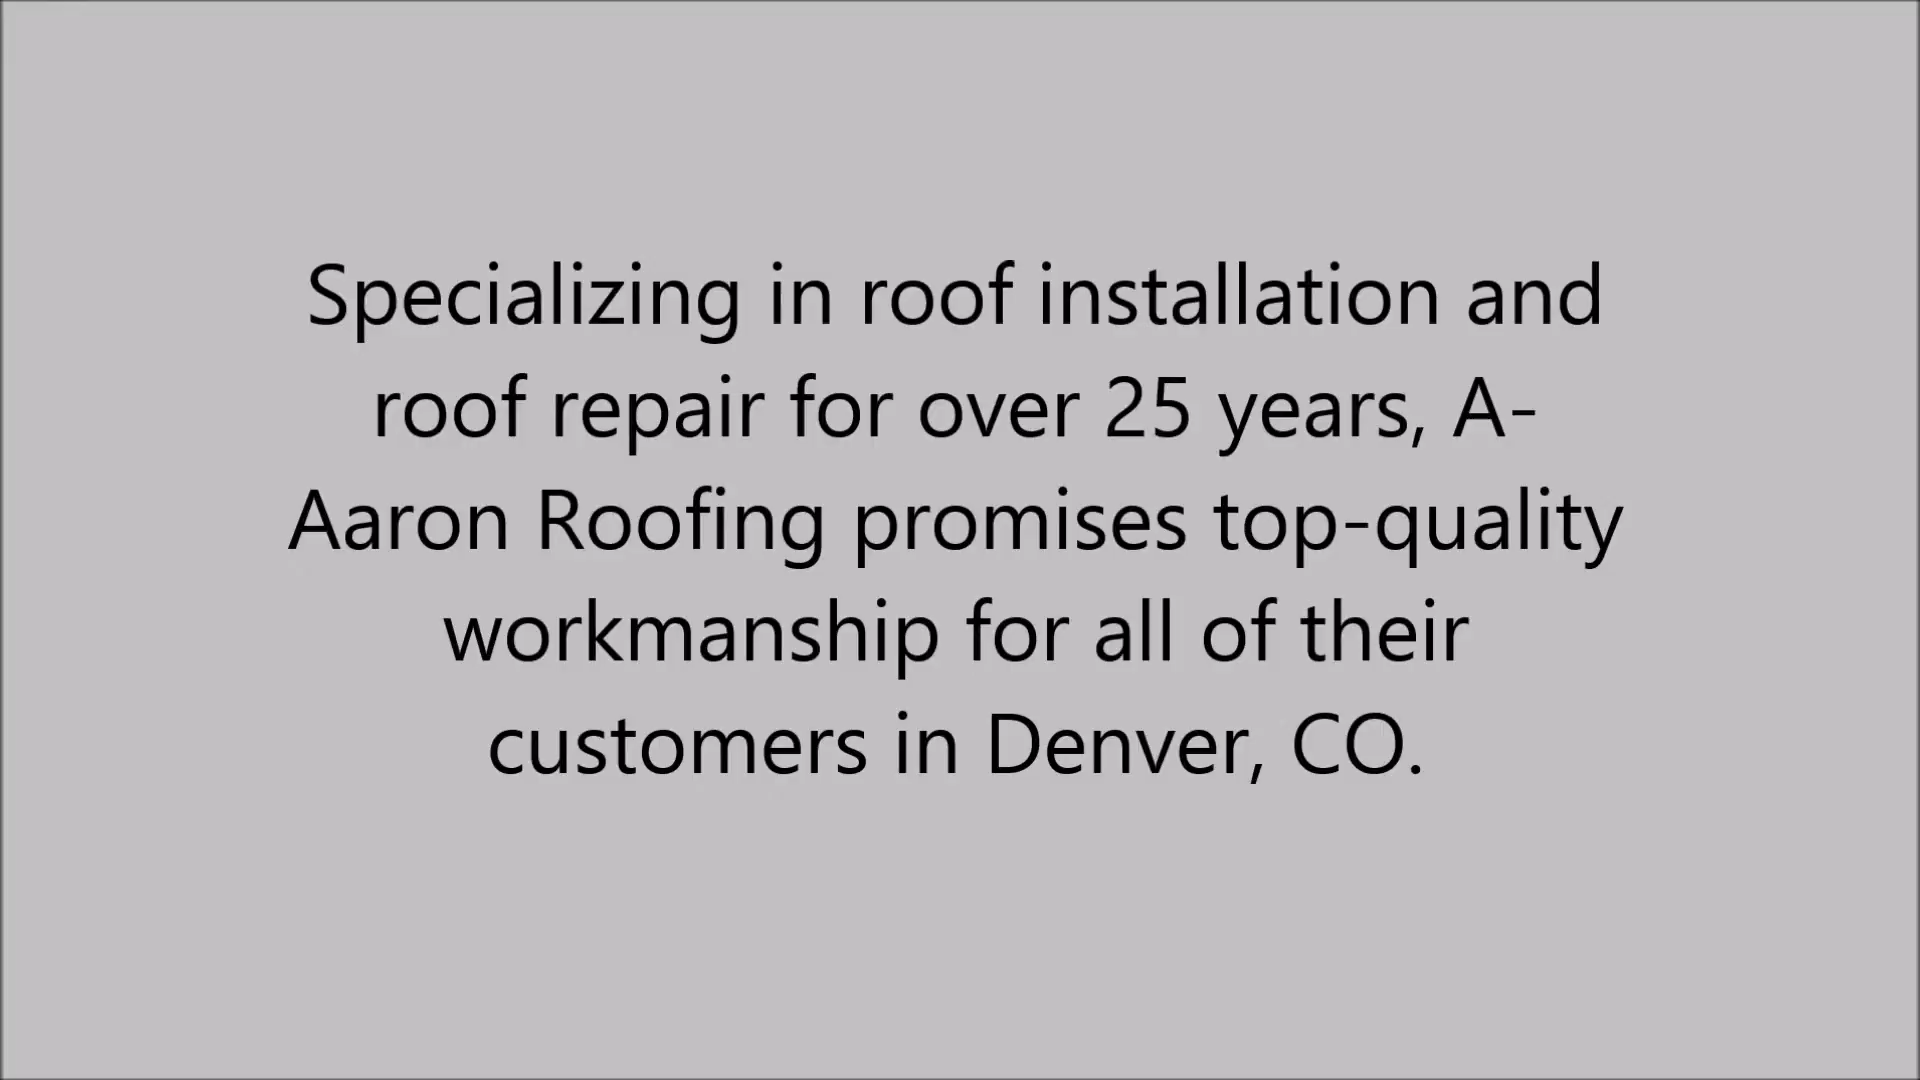 Specializing in roof installation and
roof repair for over 25 years, A-
Aaron Roofing promises top-quality
workmanship for all of their
customers in Denver, CO.